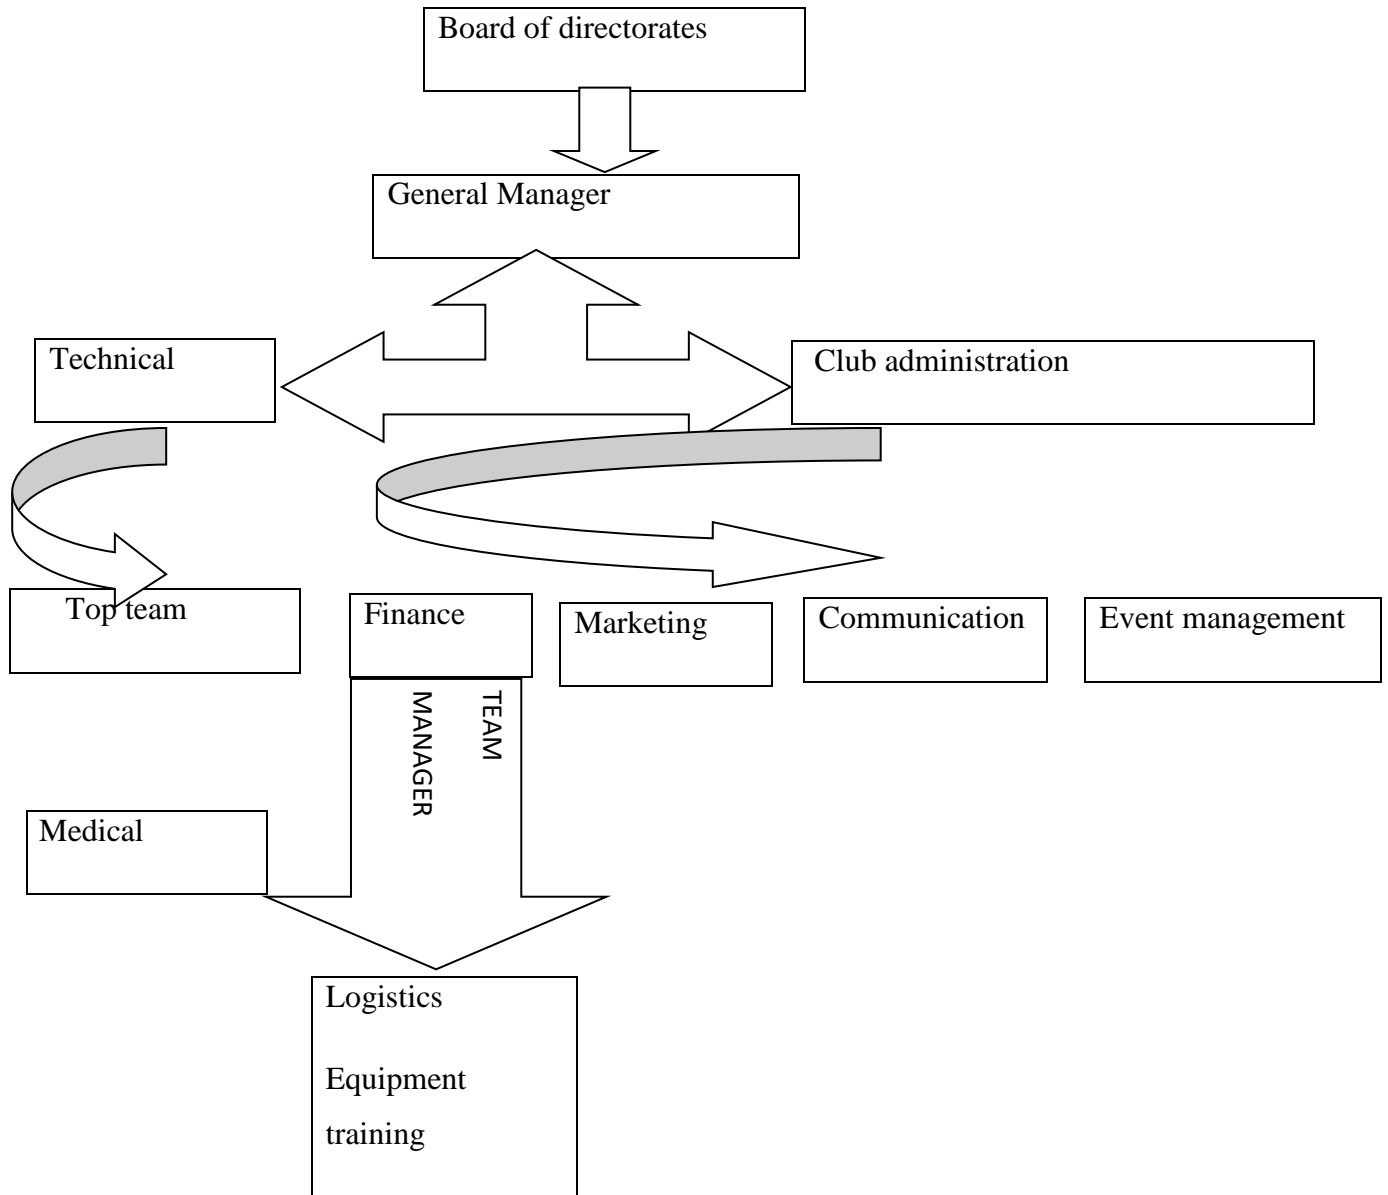 Board of directorates
General Manager
Technical
Club administration
Top team
Finance
Marketing
Communication
Event management
TEAM
MANAGER
Medical
Logistics
Equipment
training